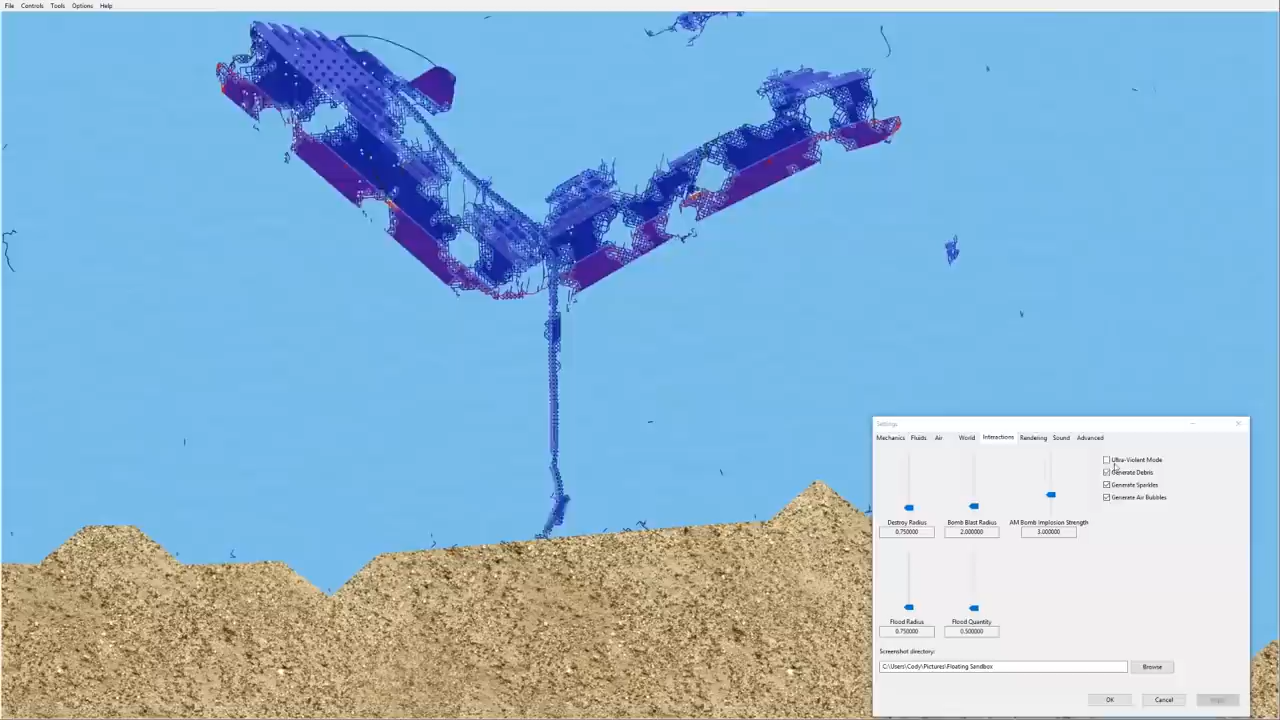 File Controls Tools Options Help
Settings
Mechanics Fluids Air World Interactions Rendering Sound Advanced
Ultra-Violent Mode
Generate Debris
Generate Sparkles
Generate Air Bubbles
Destroy Radius Bomb Blast Radius AM Bomb Implosion Strength
0.750000 2.000000 3.000000
Flood Radius Flood Quantity
0.750000 0.500000
Screenshot directory:
C:\Users\Cody\Pictures\Floating Sandbox Browse
OK Cancel Apply